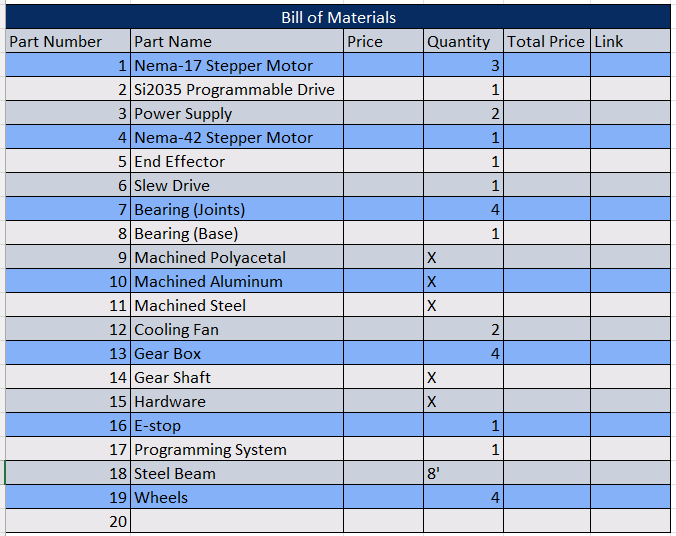 Bill of Materials
Part Number Part Name Price Quantity Total Price Link
1 Nema-17 Stepper Motor 3
2 Si2035 Programmable Drive 1
3 Power Supply 2
4 Nema-42 Stepper Motor 1
5 End Effector 1
6 Slew Drive 1
7 Bearing (Joints) 4
8 Bearing (Base) 1
9 Machined Polyacetal X
10 Machined Aluminum X
11 Machined Steel X
12 Cooling Fan 2
13 Gear Box 4
14 Gear Shaft X
15 Hardware X
16 E-stop 1
17 Programming System 1
18 Steel Beam 8'
19 Wheels 4
20